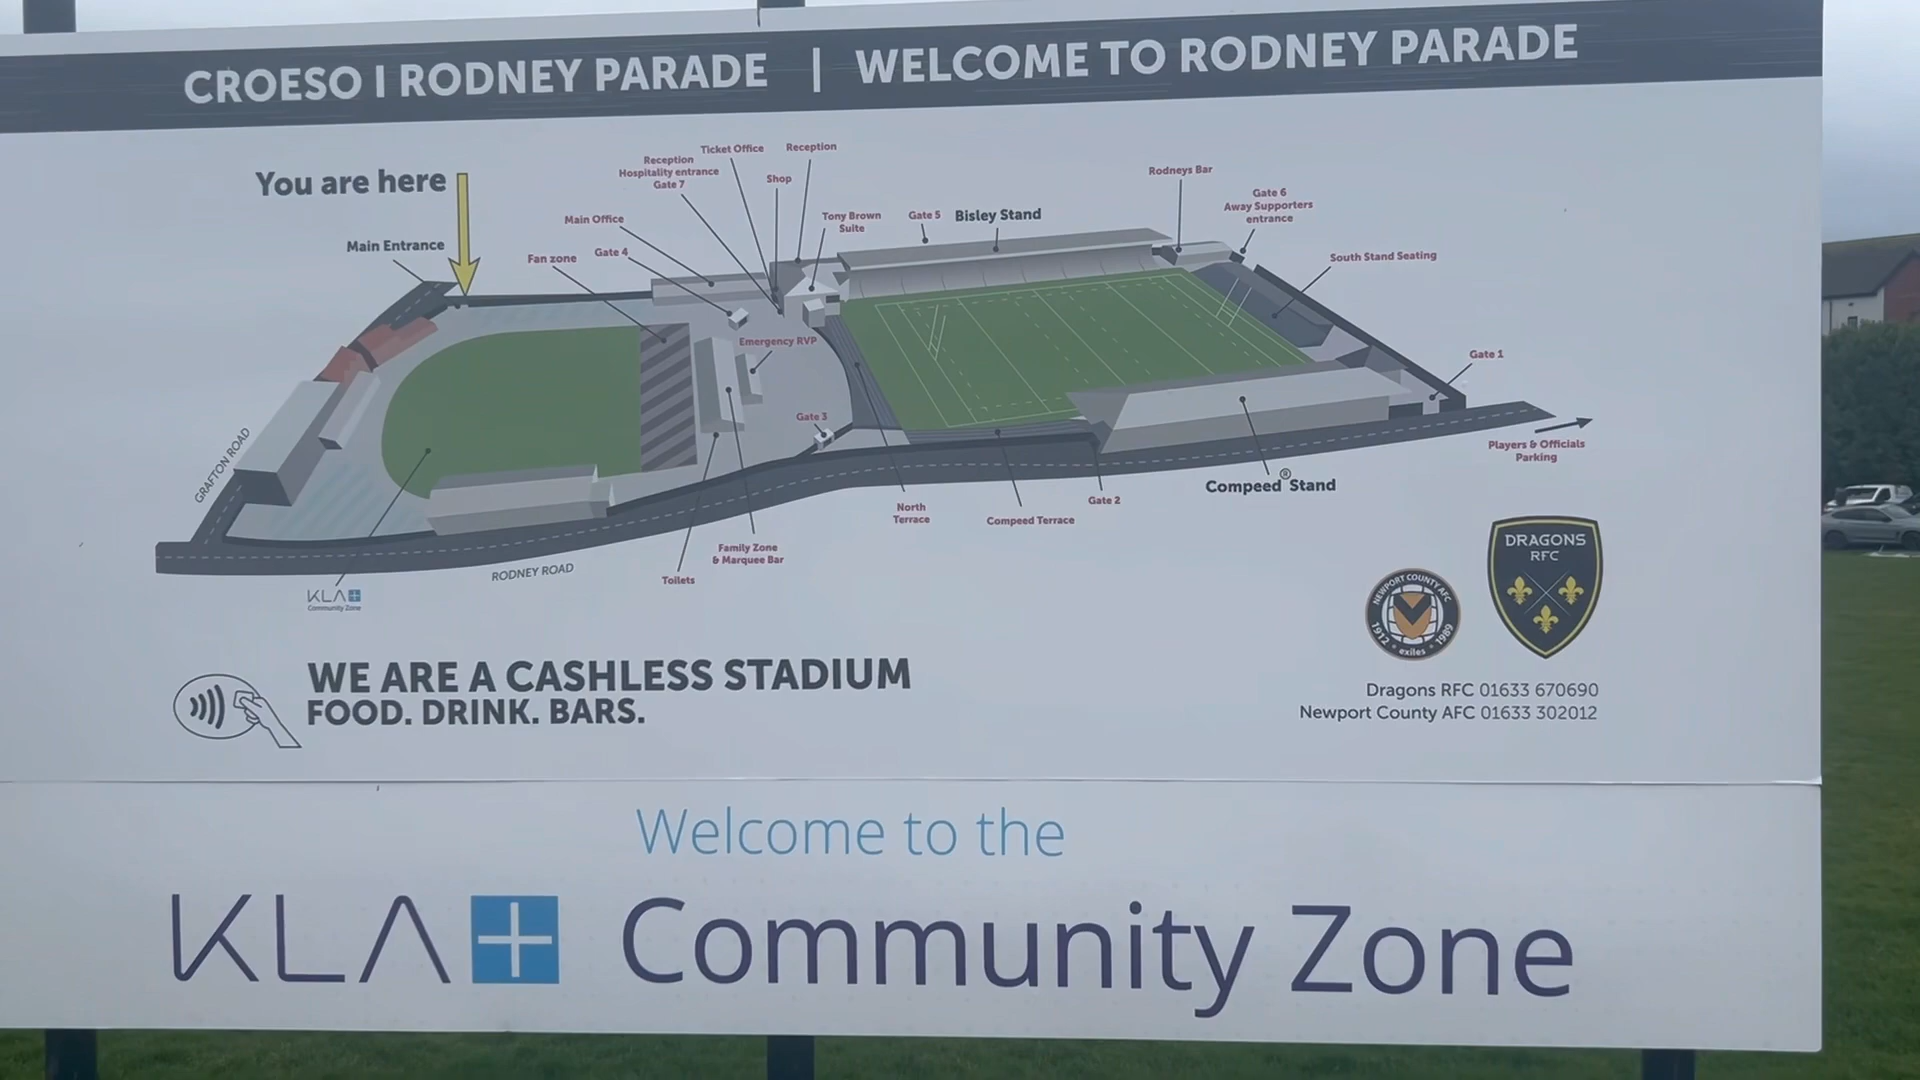 CROESO I RODNEY PARADE | WELCOME TO RODNEY PARADE
You are here
Main Entrance
Fan zone
Gate 4
Main Office
Reception
Hospitality entrance
Gate 7
Ticket Office
Shop
Reception
Tony Brown
Suite
Gate 5
Bisley Stand
Rodneys Bar
Gate 6
Away Supporters
entrance
South Stand Seating
Gate 1
Players & Officials
Parking
Emergency RVP
Gate 3
GRAFTON ROAD
RODNEY ROAD
KLA+
Community Zone
Toilets
Family Zone
& Marquee Bar
North
Terrace
Compeed Terrace
Gate 2
Compeed® Stand
DRAGONS
RFC
NEWPORT COUNTY AFC
1912 exiles 1989
WE ARE A CASHLESS STADIUM
FOOD. DRINK. BARS.
Dragons RFC 01633 670690
Newport County AFC 01633 302012
Welcome to the
KLA+ Community Zone